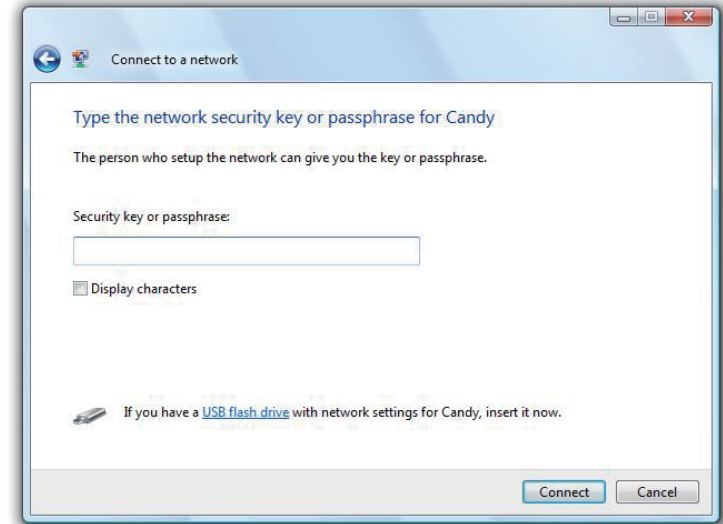 Connect to a network
Type the network security key or passphrase for Candy
The person who setup the network can give you the key or passphrase.
Security key or passphrase:
Display characters
If you have a USB flash drive with network settings for Candy, insert it now.
Connect Cancel